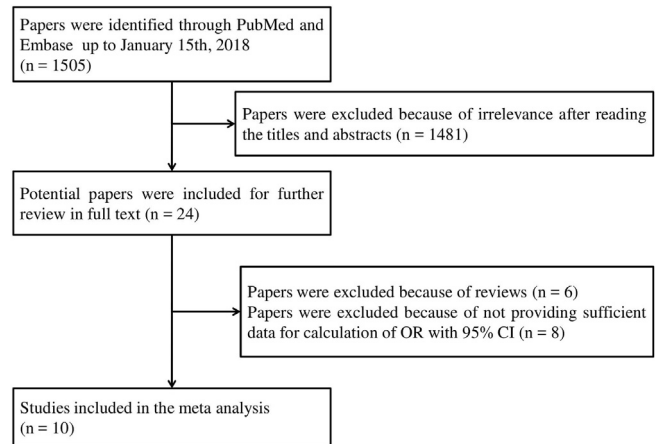 Papers were identified through PubMed and
Embase up to January 15th, 2018
(n = 1505)
Papers were excluded because of irrelevance after reading
the titles and abstracts (n = 1481)
Potential papers were included for further
review in full text (n = 24)
Papers were excluded because of reviews (n = 6)
Papers were excluded because of not providing sufficient
data for calculation of OR with 95% CI (n = 8)
Studies included in the meta analysis
(n = 10)